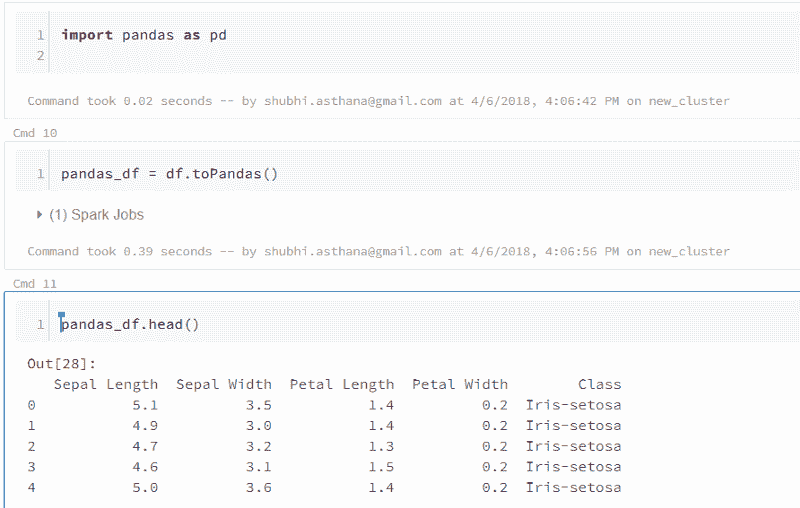 1 import pandas as pd
2
Command took 0.02 seconds -- by shubhi.asthana@gmail.com at 4/6/2018, 4:06:42 PM on new_cluster
Cmd 10
1 pandas_df = df.toPandas()
(1) Spark Jobs
Command took 0.39 seconds -- by shubhi.asthana@gmail.com at 4/6/2018, 4:06:56 PM on new_cluster
Cmd 11
1 pandas_df.head()
Out[28]:
Sepal Length Sepal Width Petal Length Petal Width Class
0 5.1 3.5 1.4 0.2 Iris-setosa
1 4.9 3.0 1.4 0.2 Iris-setosa
2 4.7 3.2 1.3 0.2 Iris-setosa
3 4.6 3.1 1.5 0.2 Iris-setosa
4 5.0 3.6 1.4 0.2 Iris-setosa